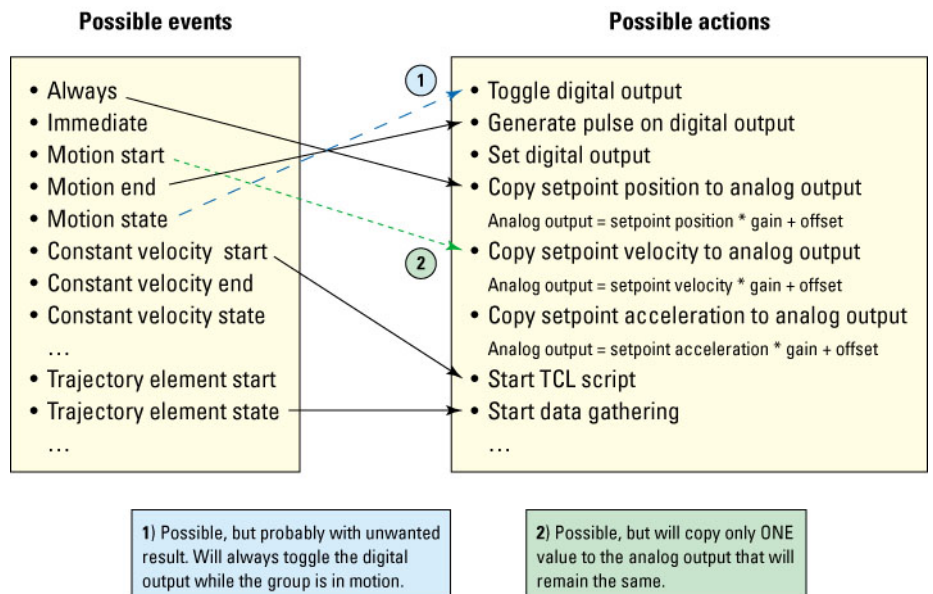 Possible events
• Always
• Immediate
• Motion start
• Motion end
• Motion state
• Constant velocity start
• Constant velocity end
• Constant velocity state
...
• Trajectory element start
• Trajectory element state
...
1
2
Possible actions
• Toggle digital output
• Generate pulse on digital output
• Set digital output
• Copy setpoint position to analog output
Analog output = setpoint position * gain + offset
• Copy setpoint velocity to analog output
Analog output = setpoint velocity * gain + offset
• Copy setpoint acceleration to analog output
Analog output = setpoint acceleration * gain + offset
• Start TCL script
• Start data gathering
...
1) Possible, but probably with unwanted
result. Will always toggle the digital
output while the group is in motion.
2) Possible, but will copy only ONE
value to the analog output that will
remain the same.